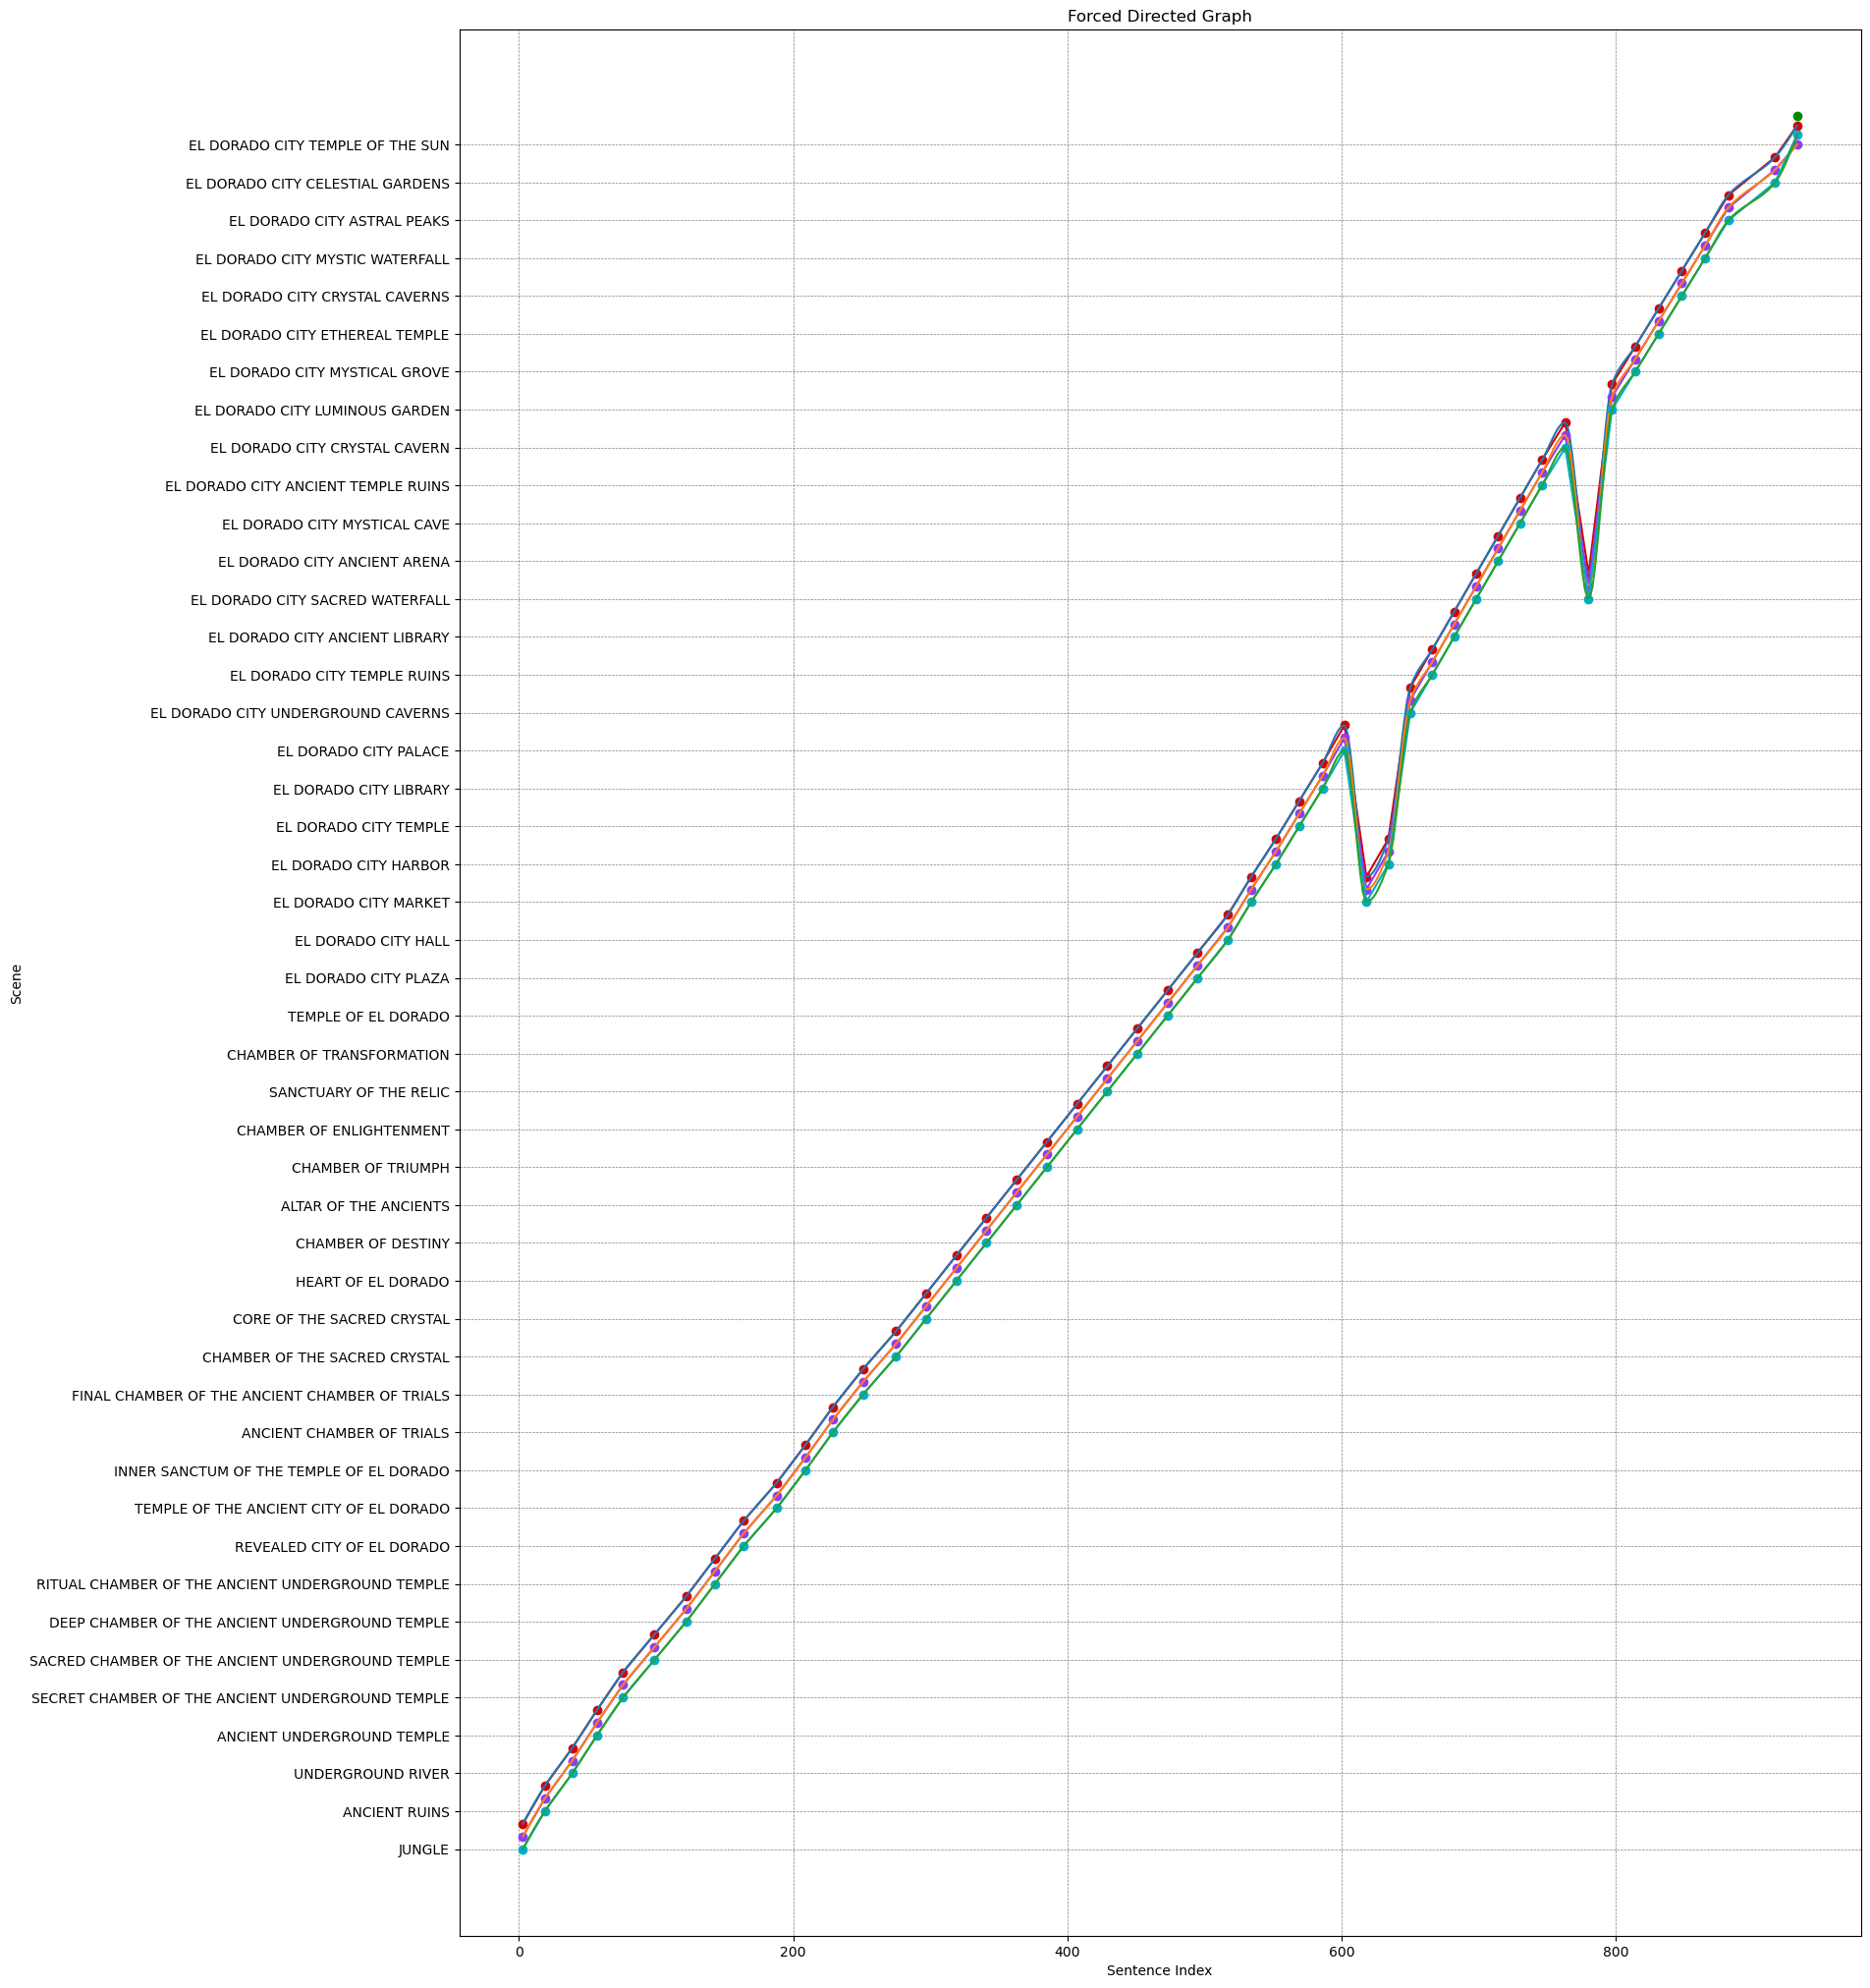 Forced Directed Graph
EL DORADO CITY TEMPLE OF THE SUN
EL DORADO CITY CELESTIAL GARDENS
EL DORADO CITY ASTRAL PEAKS
EL DORADO CITY MYSTIC WATERFALL
EL DORADO CITY CRYSTAL CAVERNS
EL DORADO CITY ETHEREAL TEMPLE
EL DORADO CITY MYSTICAL GROVE
EL DORADO CITY LUMINOUS GARDEN
EL DORADO CITY CRYSTAL CAVERN
EL DORADO CITY ANCIENT TEMPLE RUINS
EL DORADO CITY MYSTICAL CAVE
EL DORADO CITY ANCIENT ARENA
EL DORADO CITY SACRED WATERFALL
EL DORADO CITY ANCIENT LIBRARY
EL DORADO CITY TEMPLE RUINS
EL DORADO CITY UNDERGROUND CAVERNS
EL DORADO CITY PALACE
EL DORADO CITY LIBRARY
EL DORADO CITY TEMPLE
EL DORADO CITY HARBOR
EL DORADO CITY MARKET
EL DORADO CITY HALL
EL DORADO CITY PLAZA
TEMPLE OF EL DORADO
CHAMBER OF TRANSFORMATION
SANCTUARY OF THE RELIC
CHAMBER OF ENLIGHTENMENT
CHAMBER OF TRIUMPH
ALTAR OF THE ANCIENTS
CHAMBER OF DESTINY
HEART OF EL DORADO
CORE OF THE SACRED CRYSTAL
CHAMBER OF THE SACRED CRYSTAL
FINAL CHAMBER OF THE ANCIENT CHAMBER OF TRIALS
ANCIENT CHAMBER OF TRIALS
INNER SANCTUM OF THE TEMPLE OF EL DORADO
TEMPLE OF THE ANCIENT CITY OF EL DORADO
REVEALED CITY OF EL DORADO
RITUAL CHAMBER OF THE ANCIENT UNDERGROUND TEMPLE
DEEP CHAMBER OF THE ANCIENT UNDERGROUND TEMPLE
SACRED CHAMBER OF THE ANCIENT UNDERGROUND TEMPLE
SECRET CHAMBER OF THE ANCIENT UNDERGROUND TEMPLE
ANCIENT UNDERGROUND TEMPLE
UNDERGROUND RIVER
ANCIENT RUINS
JUNGLE
Scene
0 200 400 600 800
Sentence Index